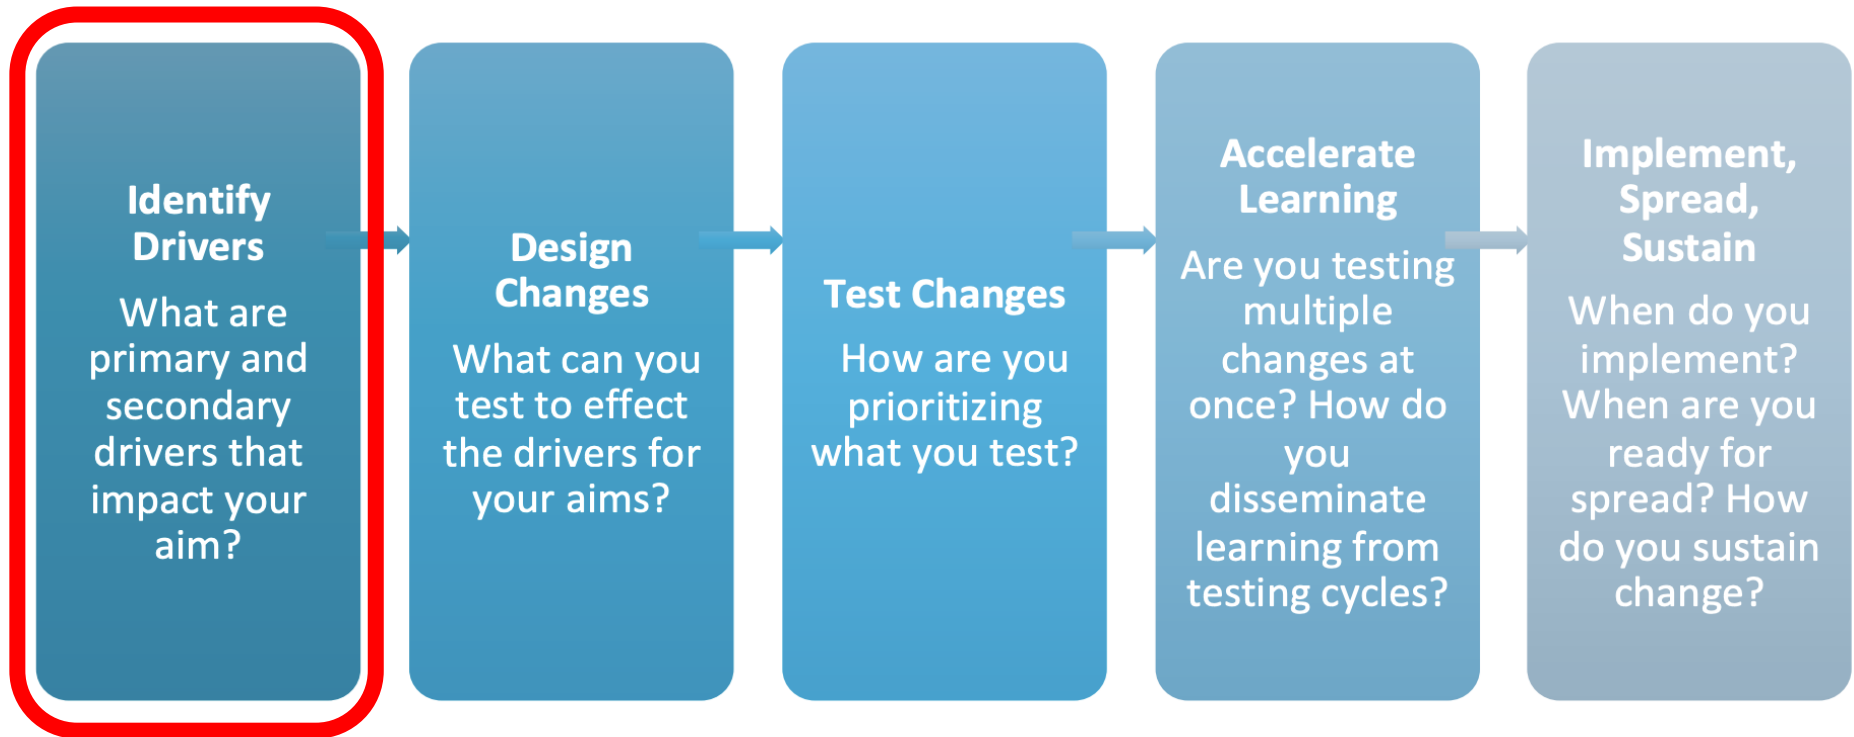 Identify
Drivers
What are
primary and
secondary
drivers that
impact your
aim?
Design
Changes
What can you
test to effect
the drivers for
your aims?
Test Changes
How are you
prioritizing
what you test?
Accelerate
Learning
Are you testing
multiple
changes at
once? How do
you
disseminate
learning from
testing cycles?
Implement,
Spread,
Sustain
When do you
implement?
When are you
ready for
spread? How
do you sustain
change?